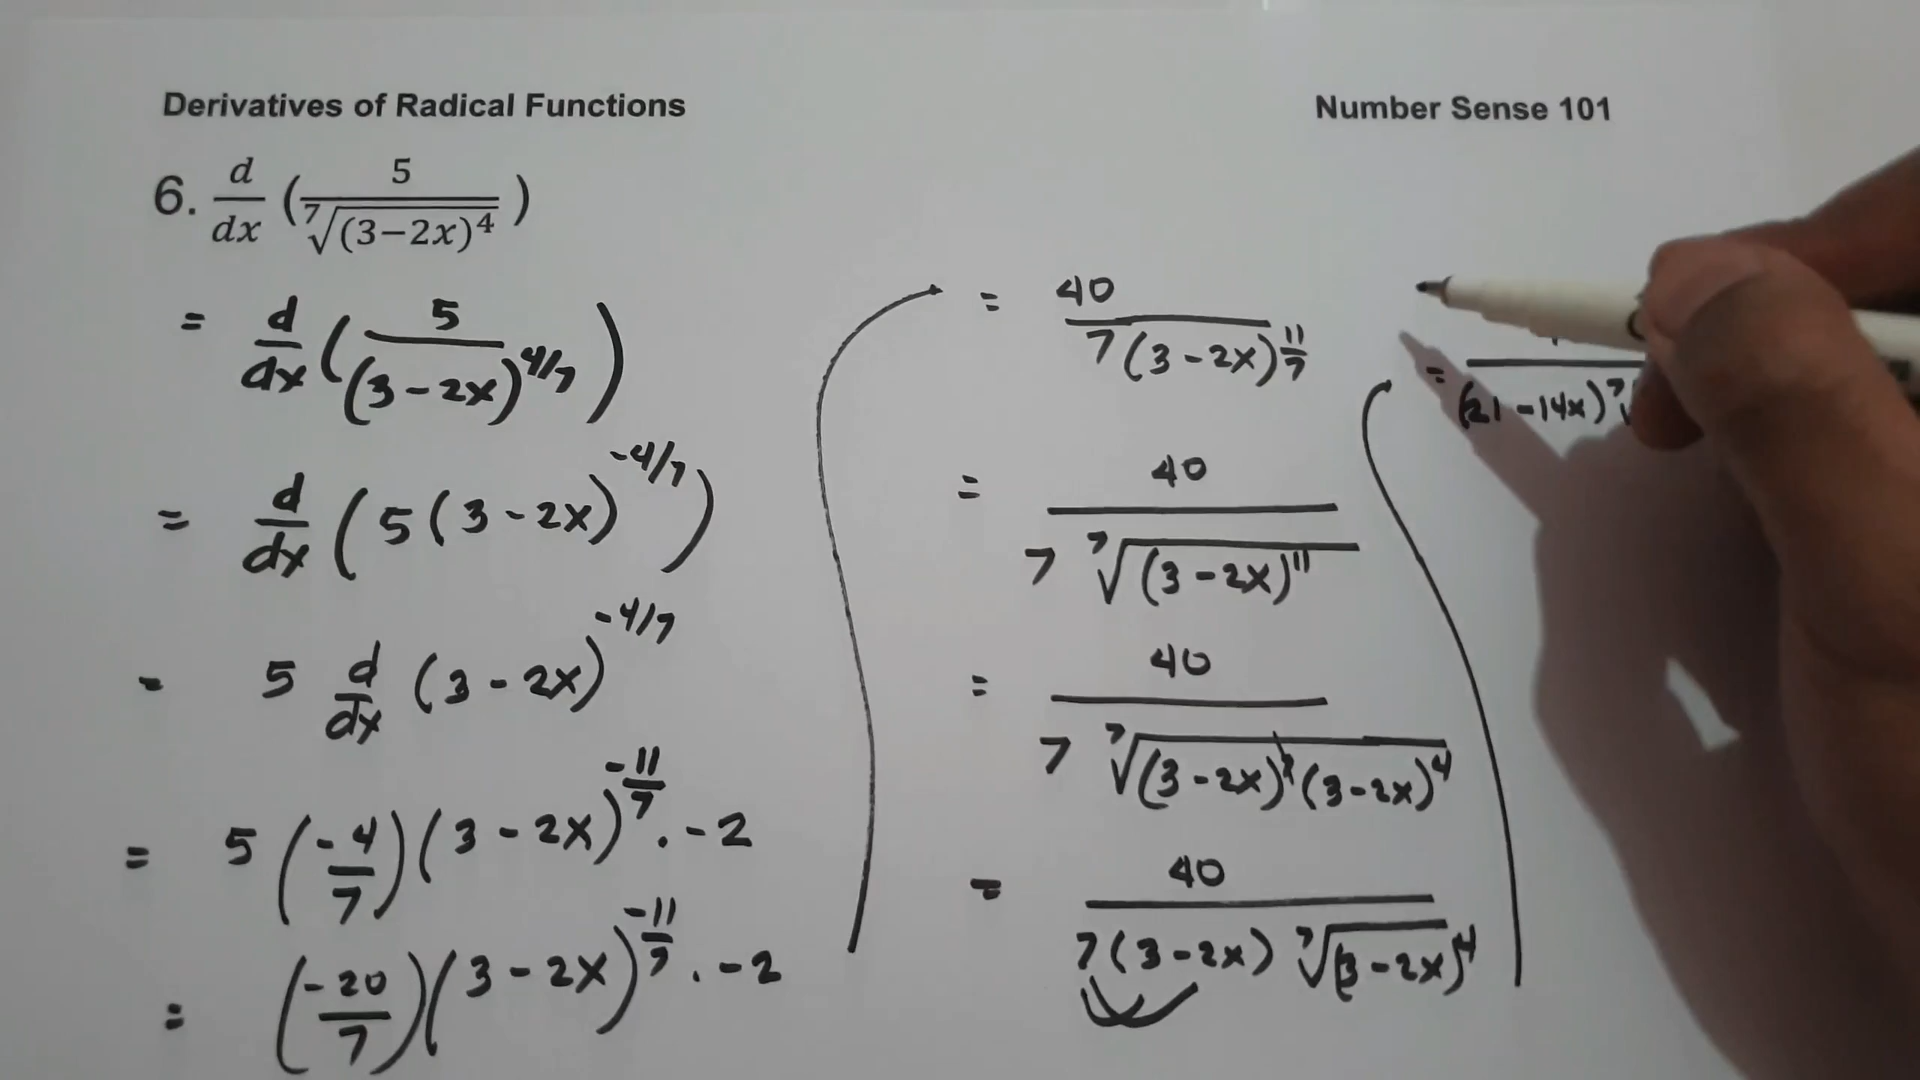 Derivatives of Radical Functions
Number Sense 101
6. d/dx ( 5 / ⁷√(3−2x)⁴ )
= d/dx ( 5 / (3 - 2x)^4/7 )
= d/dx ( 5 (3 - 2x)^-4/7 )
= 5 d/dx (3 - 2x)^-4/7
= 5 (-4/7) (3 - 2x)^-11/7 · -2
= (-20/7) (3 - 2x)^-11/7 · -2
= 40 / 7 (3 - 2x)^11/7
= 40 / 7 ⁷√(3 - 2x)¹¹
= 40 / 7 ⁷√(3 - 2x)⁷ (3 - 2x)⁴
= 40 / 7 (3 - 2x) ⁷√(3 - 2x)⁴
= (21 - 14x) ⁷√